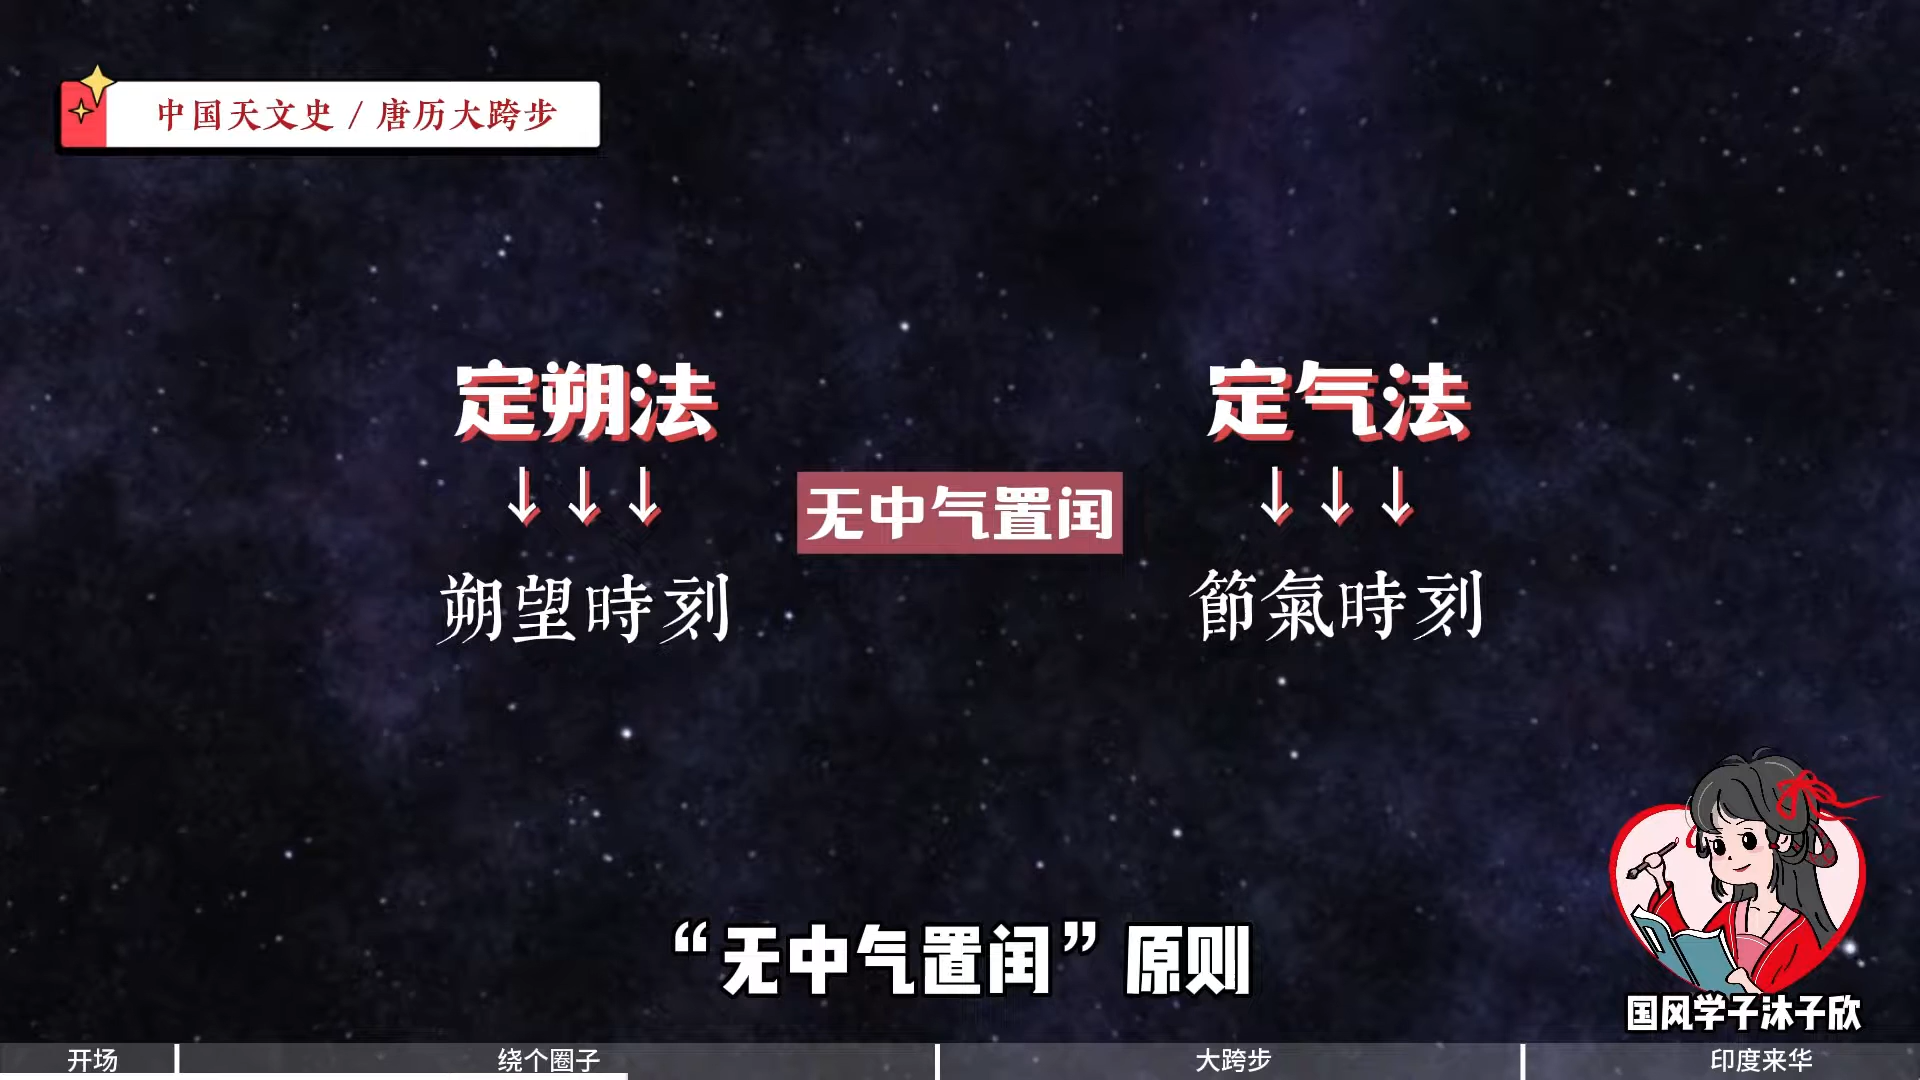 中国天文史 / 唐历大跨步
定朔法
定气法
↓↓↓
↓↓↓
无中气置闰
朔望時刻
節氣時刻
“无中气置闰”原则
国风学子沐子欣
开场
绕个圈子
大跨步
印度来华